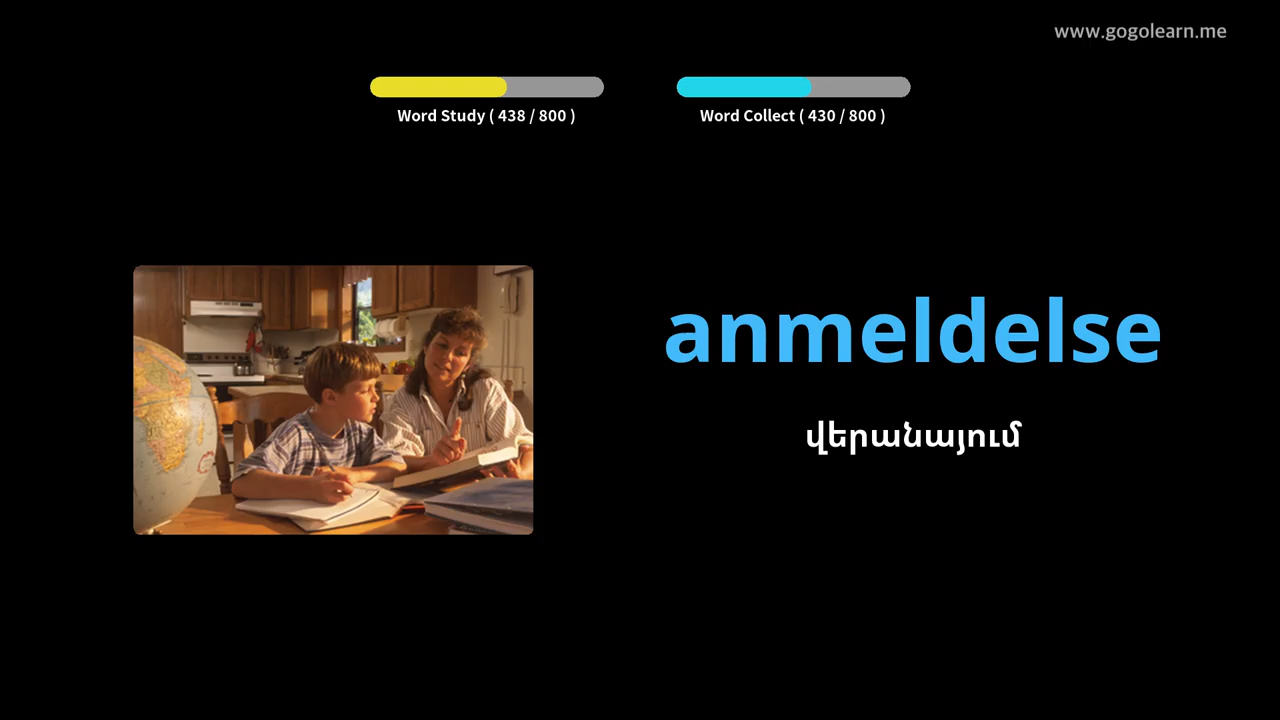 www.gogolearn.me
Word Study ( 438 / 800 )
Word Collect ( 430 / 800 )
anmeldelse
վերանայում